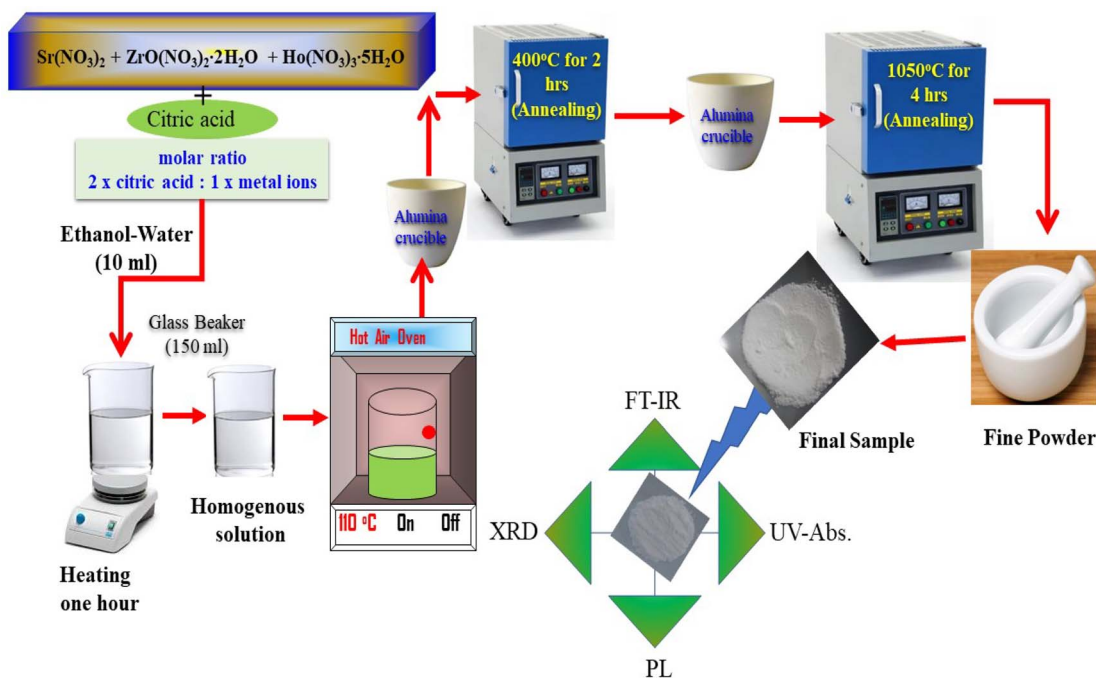 Sr(NO₃)₂ + ZrO(NO₃)₂·2H₂O + Ho(NO₃)₃·5H₂O
+
Citric acid
molar ratio
2 x citric acid : 1 x metal ions
Ethanol-Water
(10 ml)
Glass Beaker
(150 ml)
Heating
one hour
Homogenous
solution
Hot Air Oven
110 °C On Off
Alumina
crucible
400°C for 2
hrs
(Annealing)
Alumina
crucible
1050°C for
4 hrs
(Annealing)
Fine Powder
Final Sample
FT-IR
XRD
UV-Abs.
PL